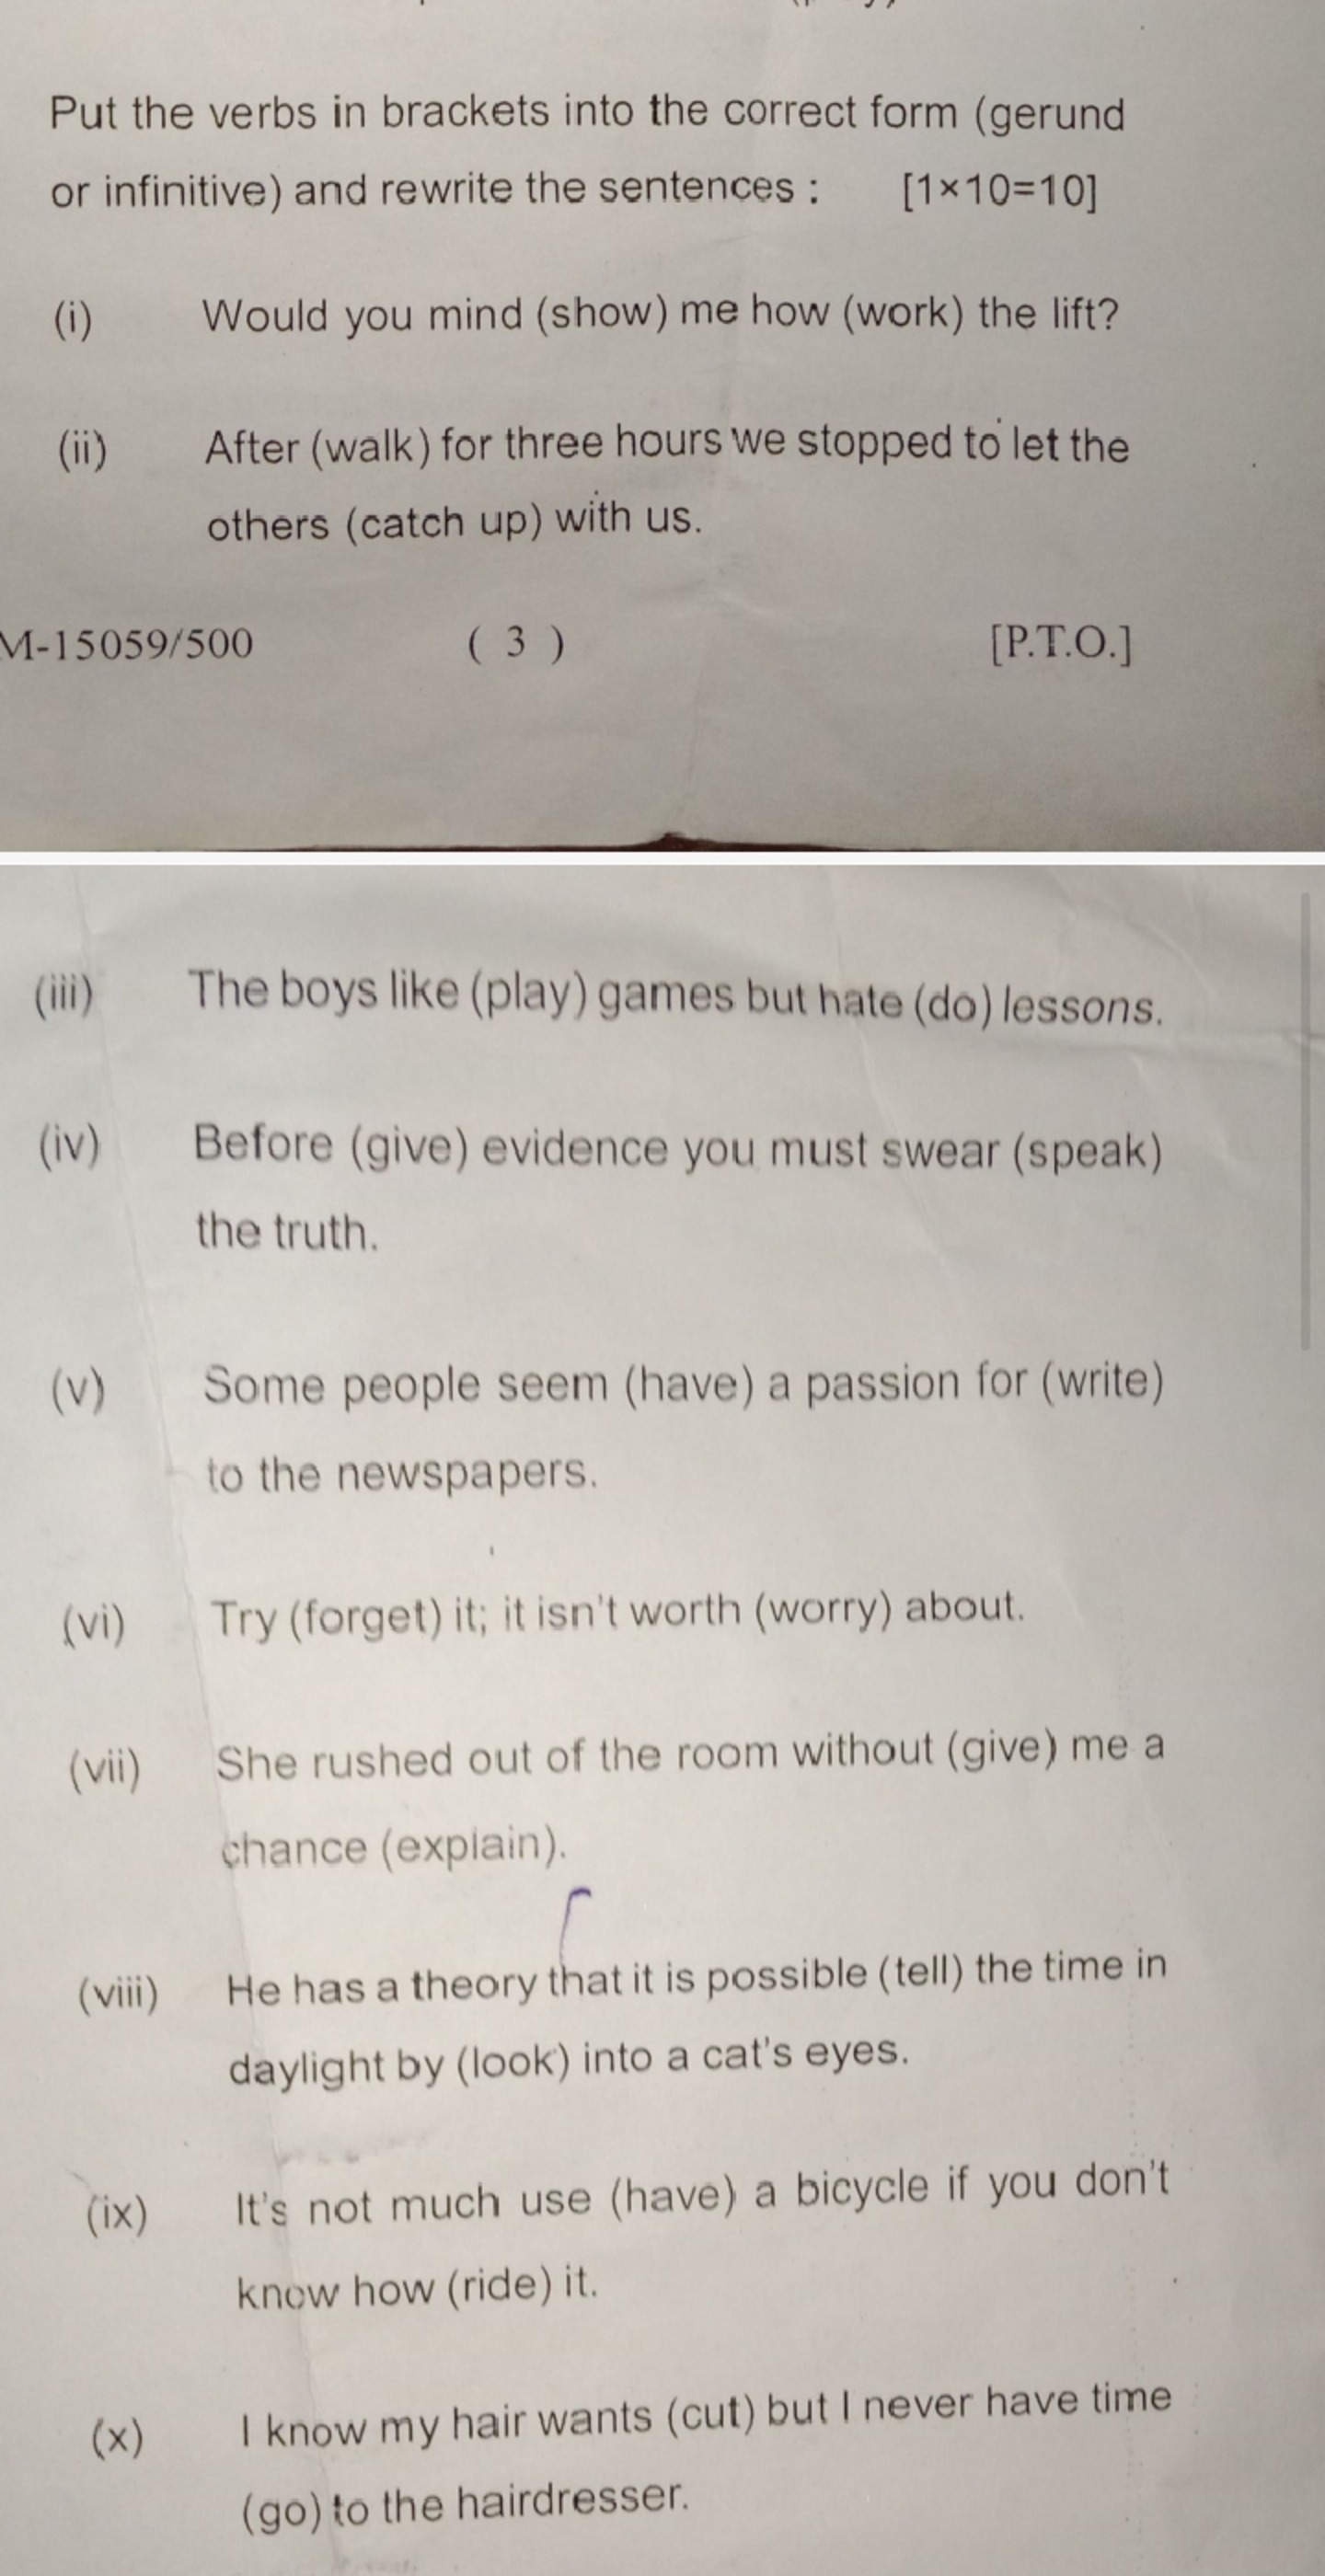 Put the verbs in brackets into the correct form (gerund
or infinitive) and rewrite the sentences : [1×10=10]
(i) Would you mind (show) me how (work) the lift?
(ii) After (walk) for three hours we stopped to let the
others (catch up) with us.
M-15059/500 ( 3 ) [P.T.O.]
(iii) The boys like (play) games but hate (do) lessons.
(iv) Before (give) evidence you must swear (speak)
the truth.
(v) Some people seem (have) a passion for (write)
to the newspapers.
(vi) Try (forget) it; it isn't worth (worry) about.
(vii) She rushed out of the room without (give) me a
chance (explain).
(viii) He has a theory that it is possible (tell) the time in
daylight by (look) into a cat's eyes.
(ix) It's not much use (have) a bicycle if you don't
know how (ride) it.
(x) I know my hair wants (cut) but I never have time
(go) to the hairdresser.